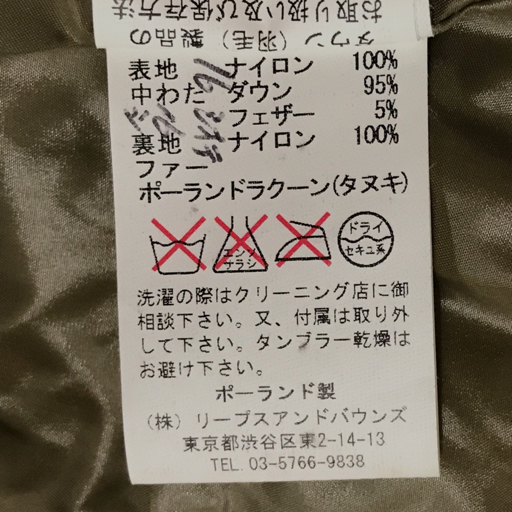 お取り扱い及び保存方法
ダウン（羽毛）製品の
表地 ナイロン 100%
中わた ダウン 95%
フェザー 5%
裏地 ナイロン 100%
ファー
ポーランドラクーン(タヌキ)
エンソ
サラシ
ドライ
セキユ系
洗濯の際はクリーニング店に御
相談下さい。又、付属は取り外
して下さい。タンブラー乾燥は
お避け下さい。
ポーランド製
（株）リープスアンドバウンズ
東京都渋谷区東2-14-13
TEL. 03-5766-9838